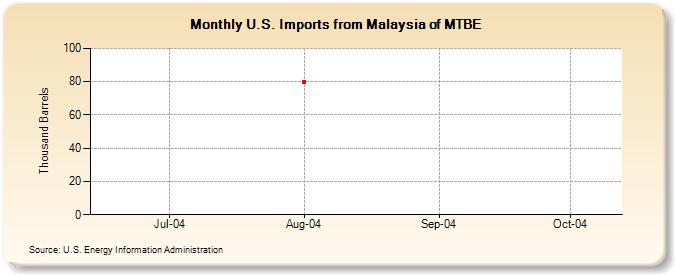 Monthly U.S. Imports from Malaysia of MTBE
Thousand Barrels
100
80
60
40
20
0
Jul-04 Aug-04 Sep-04 Oct-04
Source: U.S. Energy Information Administration